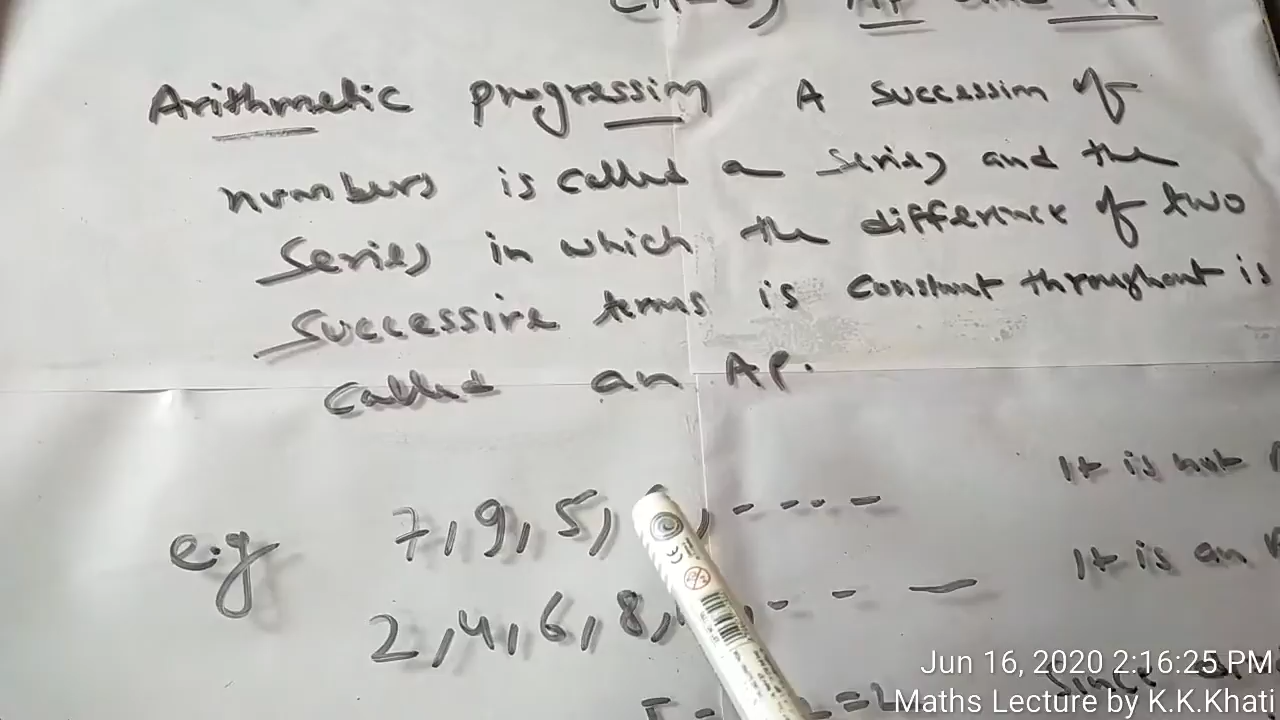 AP
Arithmetic progression A succession of
numbers is called a series and the
series in which the difference of two
successive terms is constant throughout is
called an AP.
e.g 7, 9, 5, , - - - - It is not
2, 4, 6, 8, , - - - It is an
Since
Jun 16, 2020 2:16:25 PM
Maths Lecture by K.K.Khati